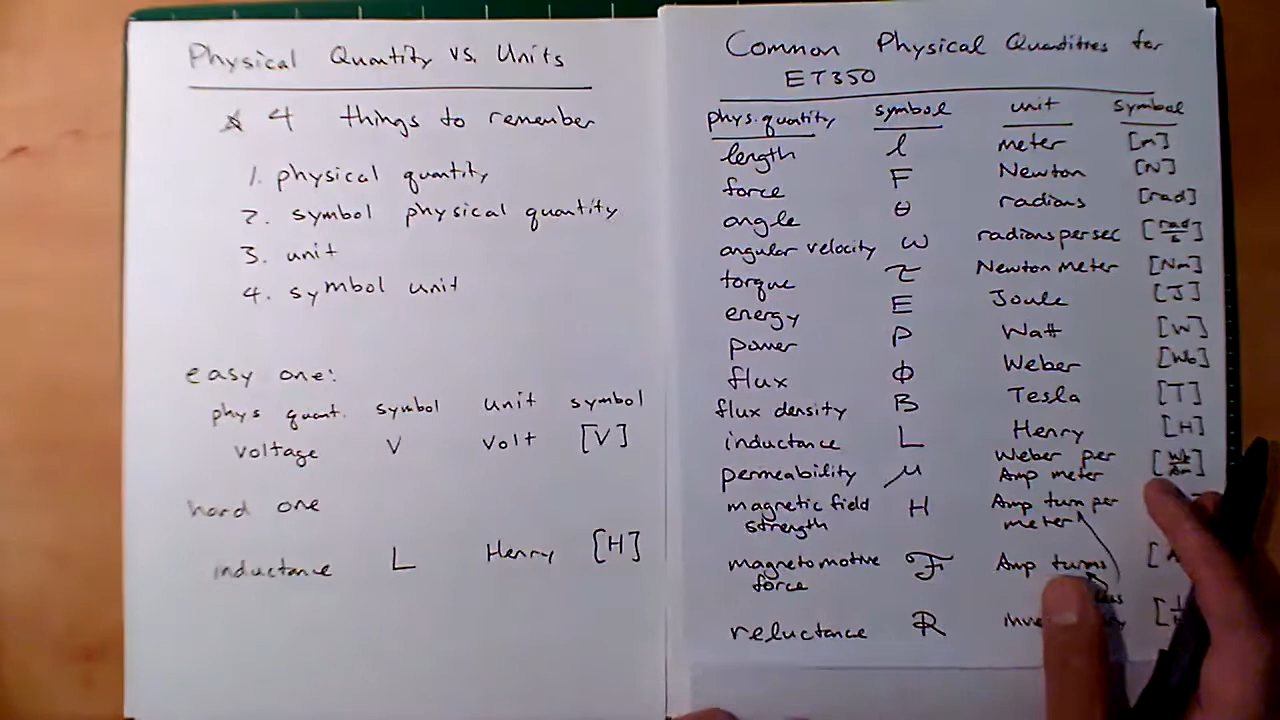 Physical Quantity vs. Units
* 4 things to remember
1. physical quantity
2. symbol physical quantity
3. unit
4. symbol unit
easy one:
phys quant. symbol unit symbol
voltage V Volt [V]
hard one
inductance L Henry [H]
Common Physical Quantities for
ET350
phys. quantity symbol unit symbol
length l meter [m]
force F Newton [N]
angle θ radians [rad]
angular velocity ω radians per sec [rad/s]
torque τ Newton meter [Nm]
energy E Joule [J]
power P Watt [W]
flux ϕ Weber [Wb]
flux density B Tesla [T]
inductance L Henry [H]
permeability μ Weber per
Amp meter [Wb/Am]
magnetic field
strength H Amp turn per
meter
magnetomotive
force ℱ Amp turns
reluctance R